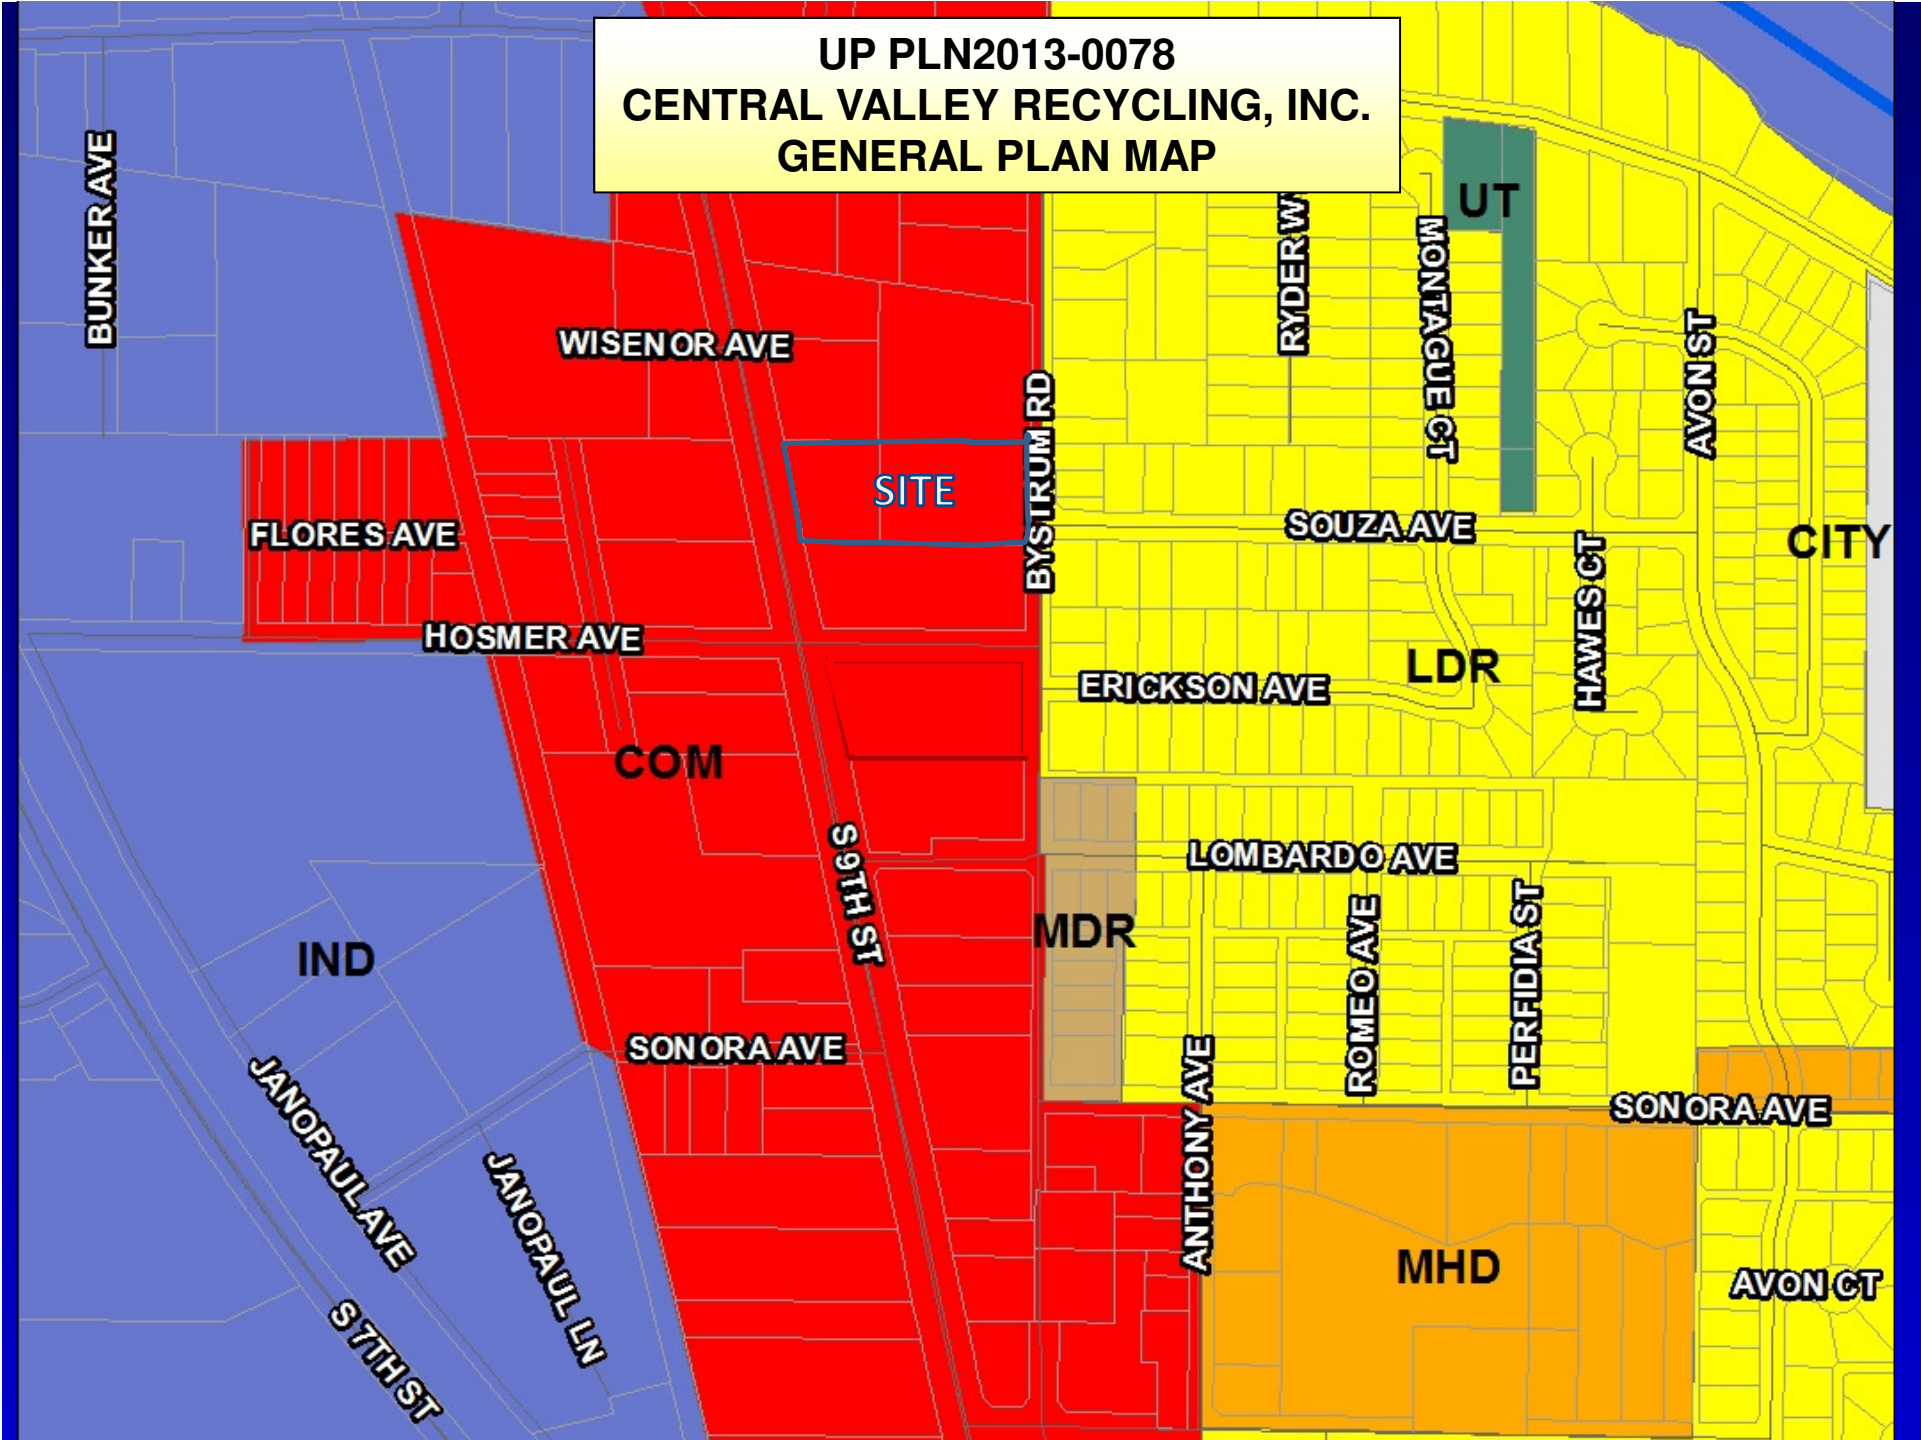 UP PLN2013-0078
CENTRAL VALLEY RECYCLING, INC.
GENERAL PLAN MAP
BUNKER AVE
UT
RYDER W
MONTAGUE CT
WISENOR AVE
AVON ST
BYSTRUM RD
SITE
FLORES AVE
SOUZA AVE
CITY
HAWES CT
HOSMER AVE
LDR
ERICKSON AVE
COM
S 9TH ST
LOMBARDO AVE
MDR
IND
ROMEO AVE
PERFIDIA ST
SONORA AVE
ANTHONY AVE
SONORA AVE
JANOPAUL AVE
JANOPAUL LN
MHD
AVON CT
S 7TH ST